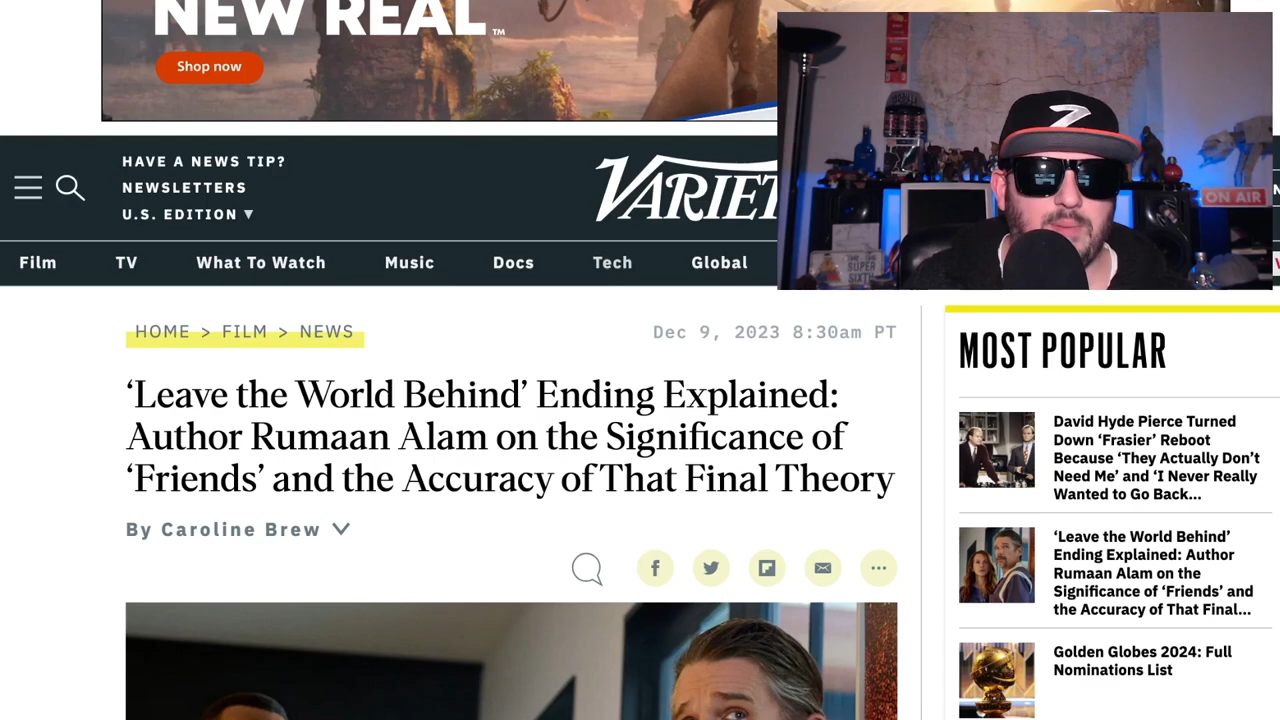 NEW REAL™
Shop now
HAVE A NEWS TIP?
NEWSLETTERS
U.S. EDITION ▼
VARIET
ON AIR
SUPER
SIXTH
Film TV What To Watch Music Docs Tech Global
HOME > FILM > NEWS
Dec 9, 2023 8:30am PT
‘Leave the World Behind’ Ending Explained:
Author Rumaan Alam on the Significance of
‘Friends’ and the Accuracy of That Final Theory
By Caroline Brew
MOST POPULAR
David Hyde Pierce Turned
Down ‘Frasier’ Reboot
Because ‘They Actually Don’t
Need Me’ and ‘I Never Really
Wanted to Go Back...
‘Leave the World Behind’
Ending Explained: Author
Rumaan Alam on the
Significance of ‘Friends’ and
the Accuracy of That Final...
Golden Globes 2024: Full
Nominations List